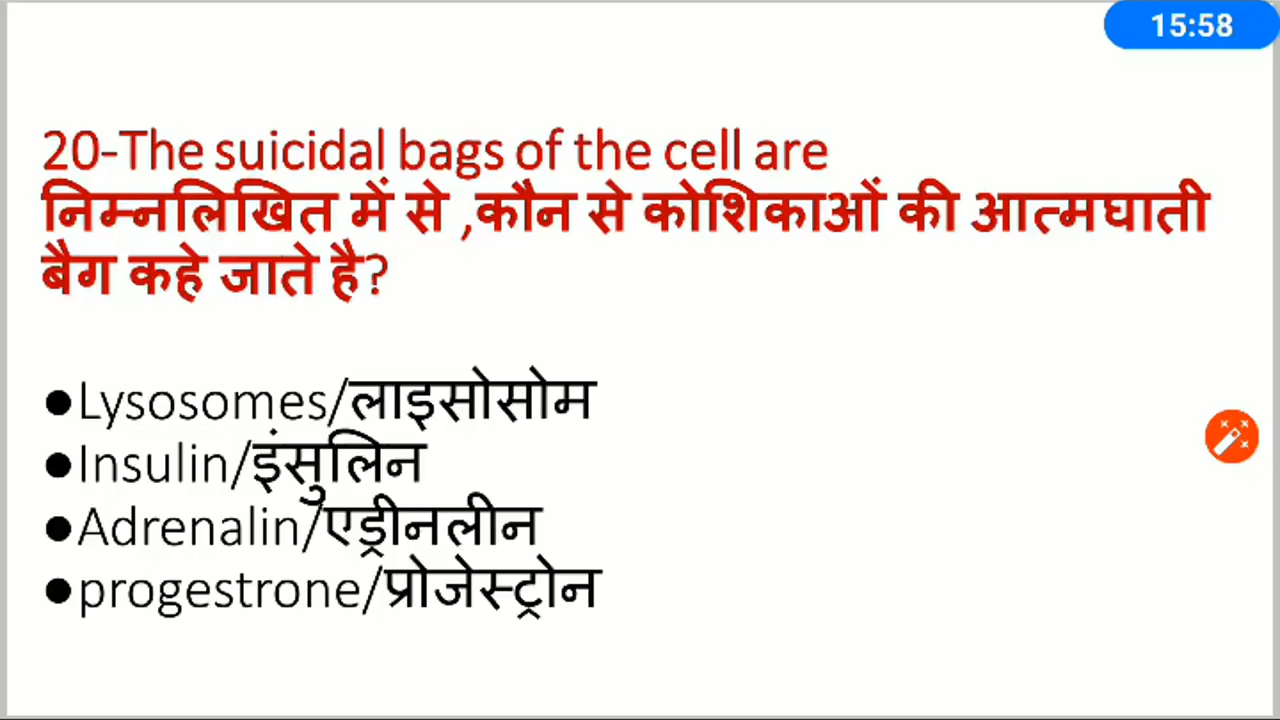 15:58
20-The suicidal bags of the cell are
निम्नलिखित में से ,कौन से कोशिकाओं की आत्मघाती
बैग कहे जाते है?
●Lysosomes/लाइसोसोम
●Insulin/इंसुलिन
●Adrenalin/एड्रीनलीन
●progestrone/प्रोजेस्ट्रोन